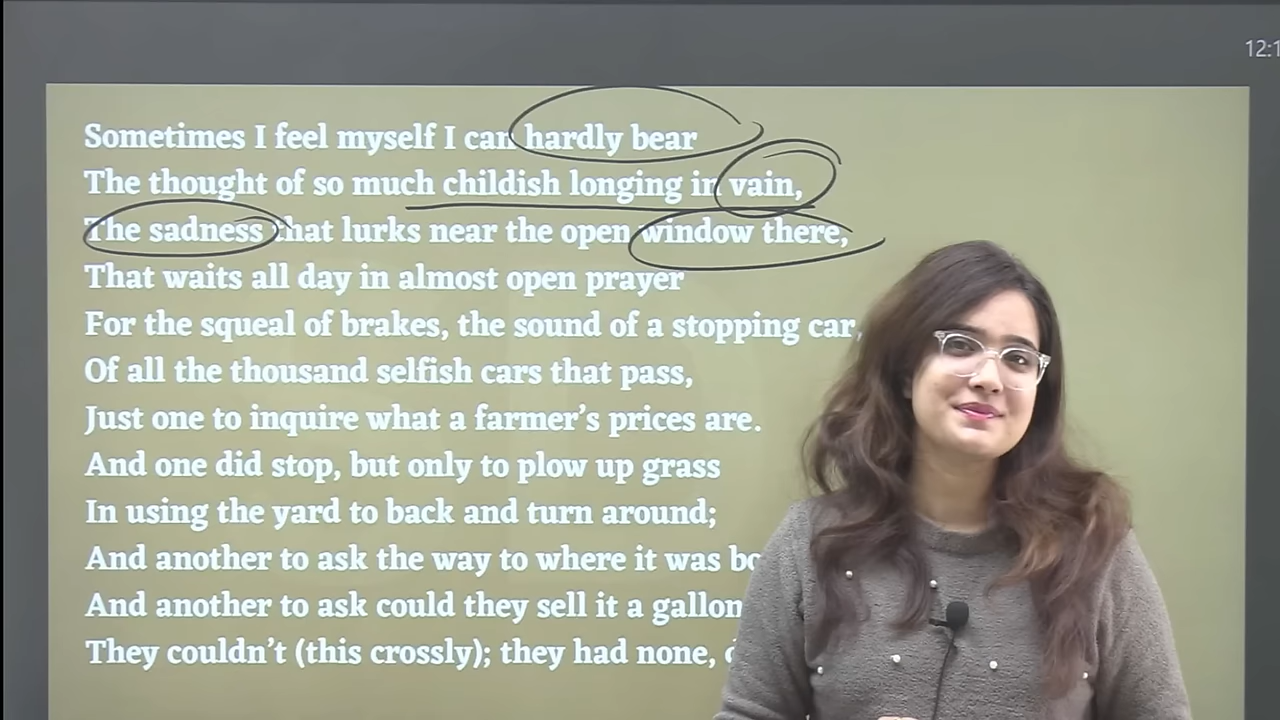 12:1
Sometimes I feel myself I can hardly bear
The thought of so much childish longing in vain,
The sadness that lurks near the open window there,
That waits all day in almost open prayer
For the squeal of brakes, the sound of a stopping car,
Of all the thousand selfish cars that pass,
Just one to inquire what a farmer’s prices are.
And one did stop, but only to plow up grass
In using the yard to back and turn around;
And another to ask the way to where it was
And another to ask could they sell it a gallon
They couldn’t (this crossly); they had none,